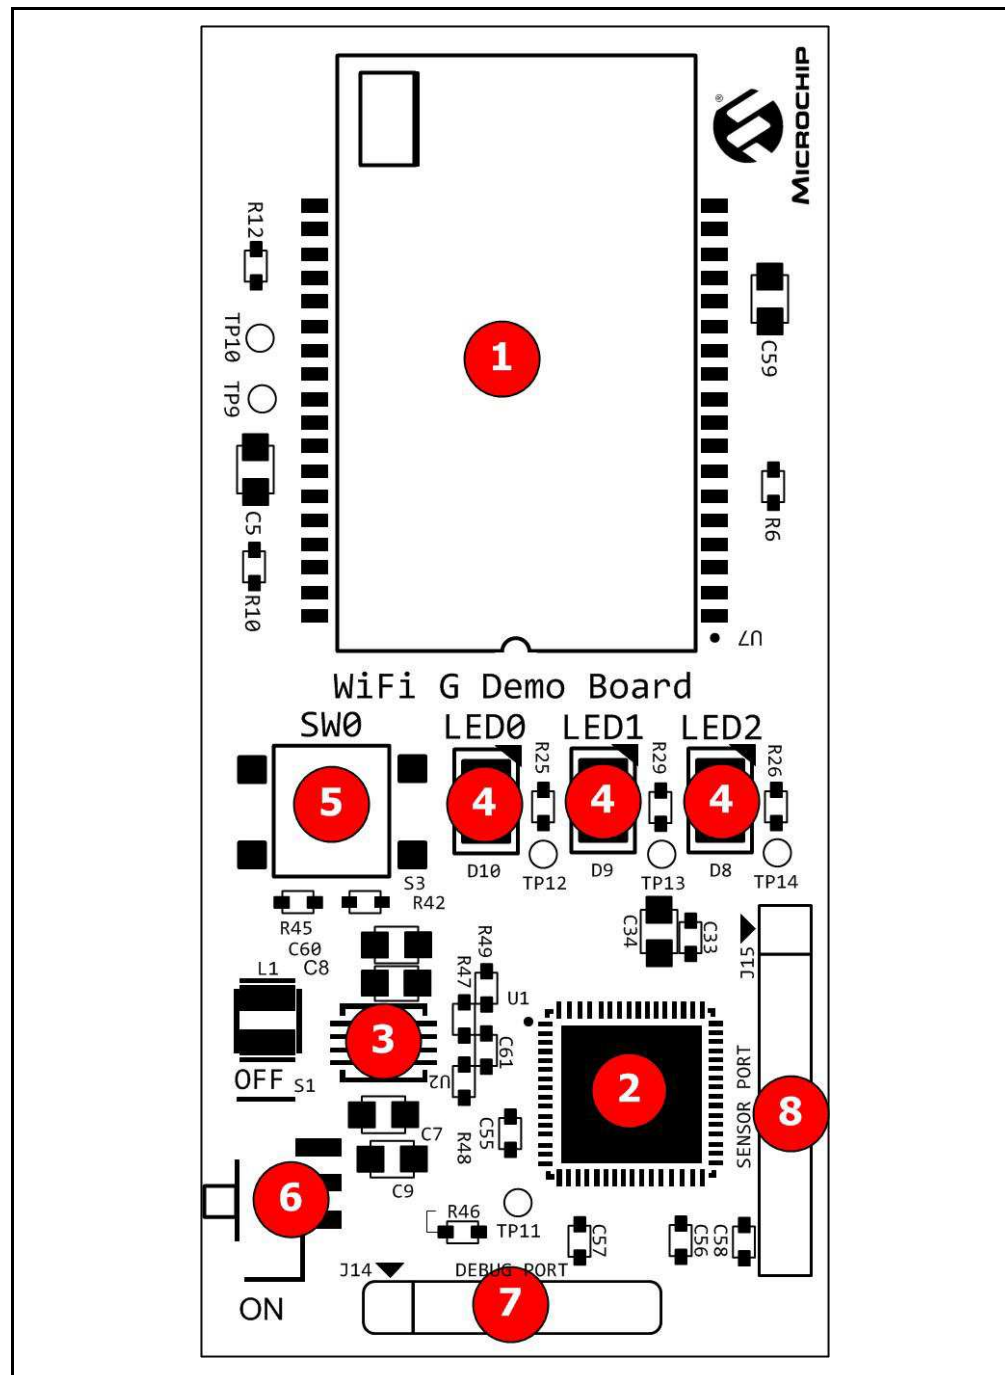 ®
MICROCHIP
R12
TP10
TP9
C5
R10
C59
R6
U7
1
WiFi G Demo Board
SW0
LED0
LED1
LED2
5
4
R25
4
R29
4
R26
S3
D10
TP12
D9
TP13
D8
TP14
R45
R42
C60
C8
L1
R49
R47
U1
C34
C33
J15
3
C61
U2
OFF
S1
2
SENSOR PORT
8
C7
R48
C55
C9
6
R46
TP11
C57
C56
C58
J14
DEBUG PORT
7
ON